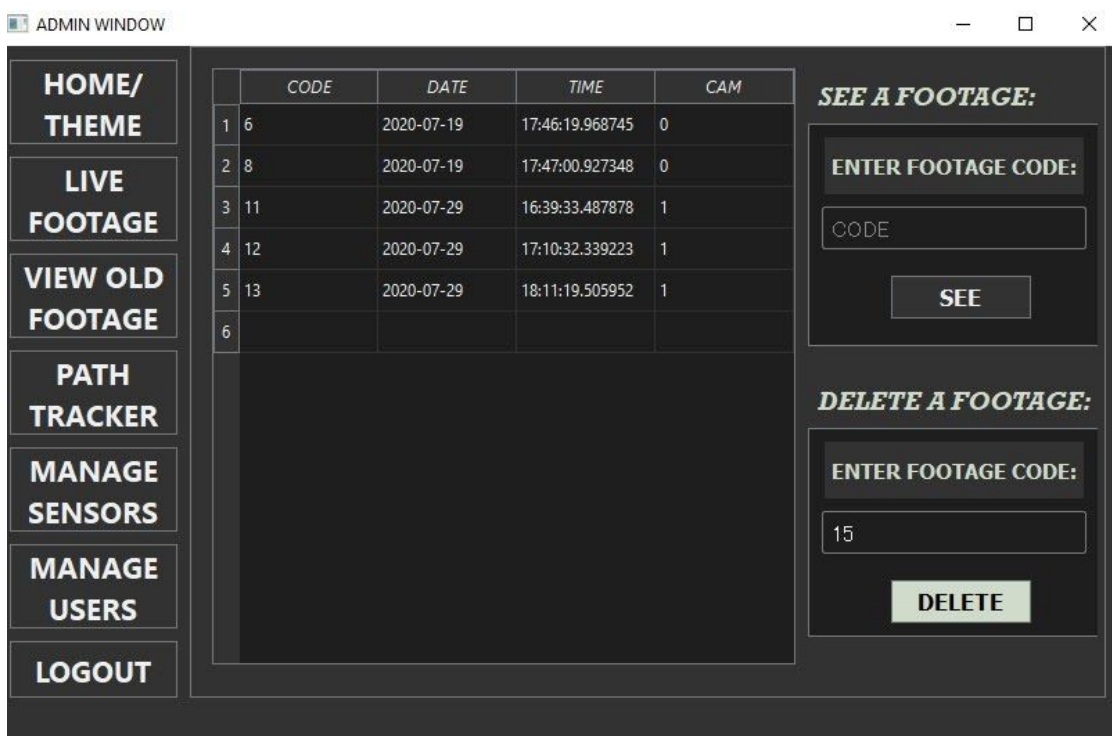 ADMIN WINDOW
HOME/
THEME
LIVE
FOOTAGE
VIEW OLD
FOOTAGE
PATH
TRACKER
MANAGE
SENSORS
MANAGE
USERS
LOGOUT
CODE DATE TIME CAM
1 6 2020-07-19 17:46:19.968745 0
2 8 2020-07-19 17:47:00.927348 0
3 11 2020-07-29 16:39:33.487878 1
4 12 2020-07-29 17:10:32.339223 1
5 13 2020-07-29 18:11:19.505952 1
6
SEE A FOOTAGE:
ENTER FOOTAGE CODE:
CODE
SEE
DELETE A FOOTAGE:
ENTER FOOTAGE CODE:
15
DELETE